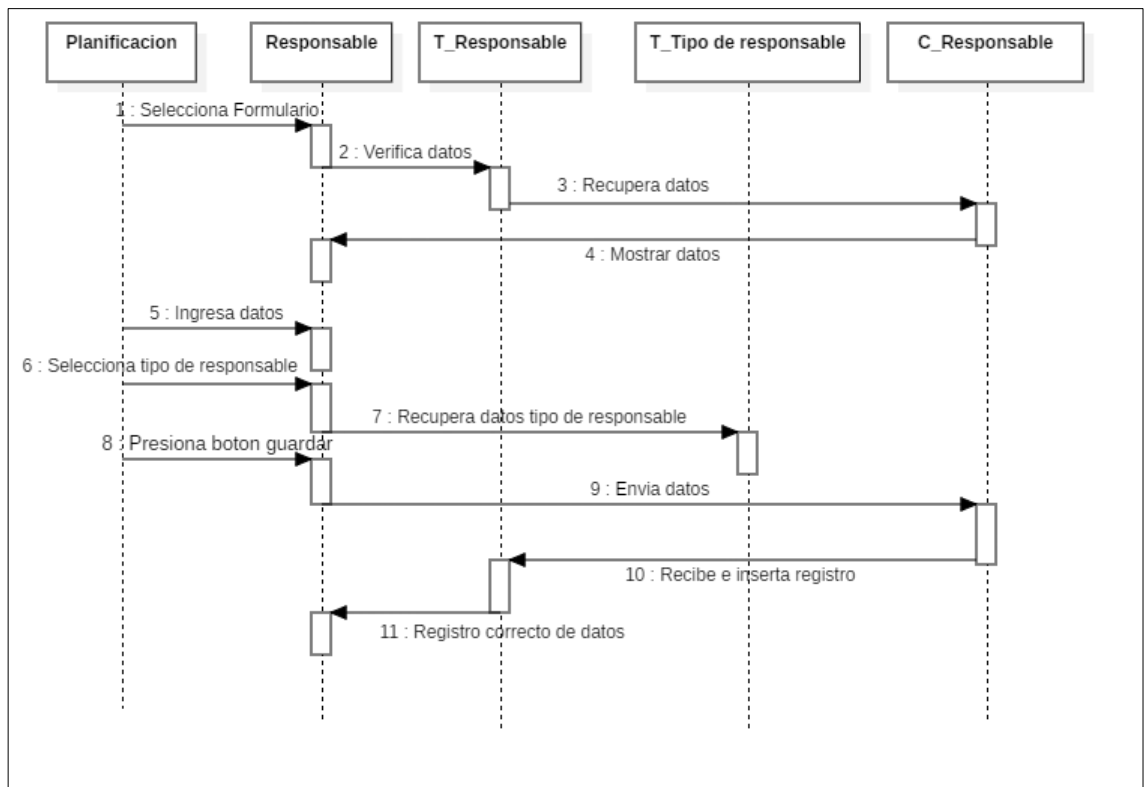 Planificacion
Responsable
T_Responsable
T_Tipo de responsable
C_Responsable
1 : Selecciona Formulario
2 : Verifica datos
3 : Recupera datos
4 : Mostrar datos
5 : Ingresa datos
6 : Selecciona tipo de responsable
7 : Recupera datos tipo de responsable
8 : Presiona boton guardar
9 : Envia datos
10 : Recibe e inserta registro
11 : Registro correcto de datos